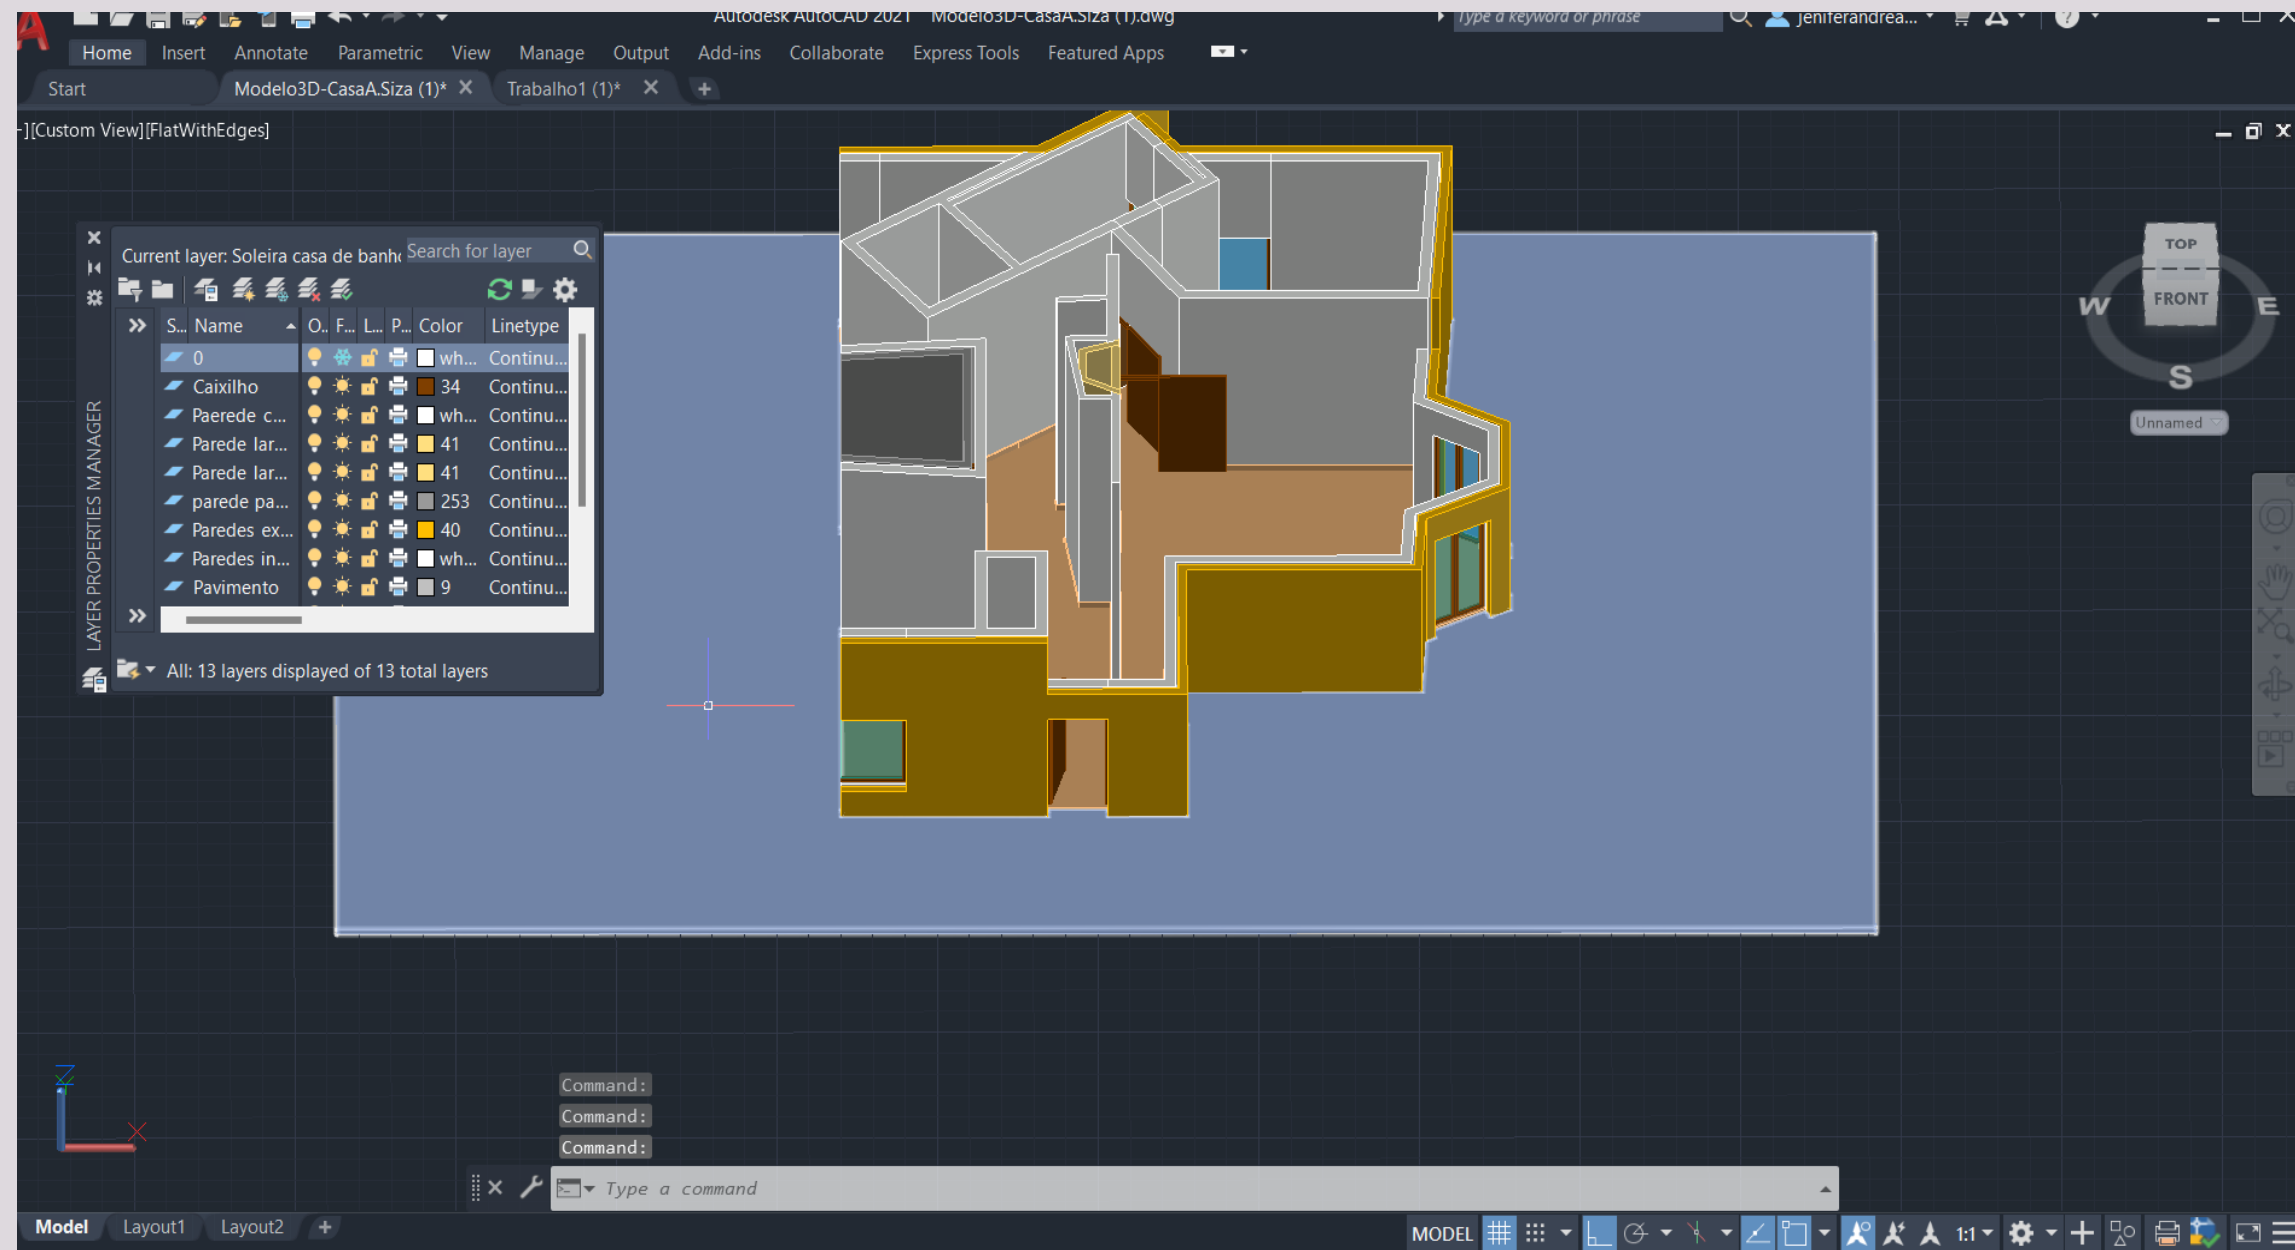 Autodesk AutoCAD 2021 Modelo3D-CasaA.Siza (1).dwg
Type a keyword or phrase
jeniferandrea...
Home Insert Annotate Parametric View Manage Output Add-ins Collaborate Express Tools Featured Apps
Start Modelo3D-CasaA.Siza (1)* Trabalho1 (1)*
-][Custom View][FlatWithEdges]
TOP
FRONT
W
E
S
Unnamed
LAYER PROPERTIES MANAGER
Current layer: Soleira casa de banho
Search for layer
S.. Name O.. F... L... P... Color Linetype
0 wh... Continu...
Caixilho 34 Continu...
Paerede c... wh... Continu...
Parede lar... 41 Continu...
Parede lar... 41 Continu...
parede pa... 253 Continu...
Paredes ex... 40 Continu...
Paredes in... wh... Continu...
Pavimento 9 Continu...
All: 13 layers displayed of 13 total layers
Z
X
Command:
Command:
Command:
Type a command
Model Layout1 Layout2
MODEL 1:1